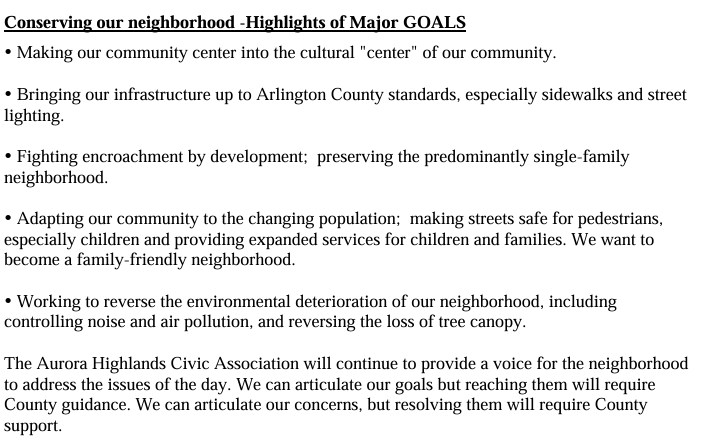 Conserving our neighborhood -Highlights of Major GOALS
• Making our community center into the cultural "center" of our community.
• Bringing our infrastructure up to Arlington County standards, especially sidewalks and street
lighting.
• Fighting encroachment by development;  preserving the predominantly single-family
neighborhood.
• Adapting our community to the changing population;  making streets safe for pedestrians,
especially children and providing expanded services for children and families. We want to
become a family-friendly neighborhood.
• Working to reverse the environmental deterioration of our neighborhood, including
controlling noise and air pollution, and reversing the loss of tree canopy.
The Aurora Highlands Civic Association will continue to provide a voice for the neighborhood
to address the issues of the day. We can articulate our goals but reaching them will require
County guidance. We can articulate our concerns, but resolving them will require County
support.